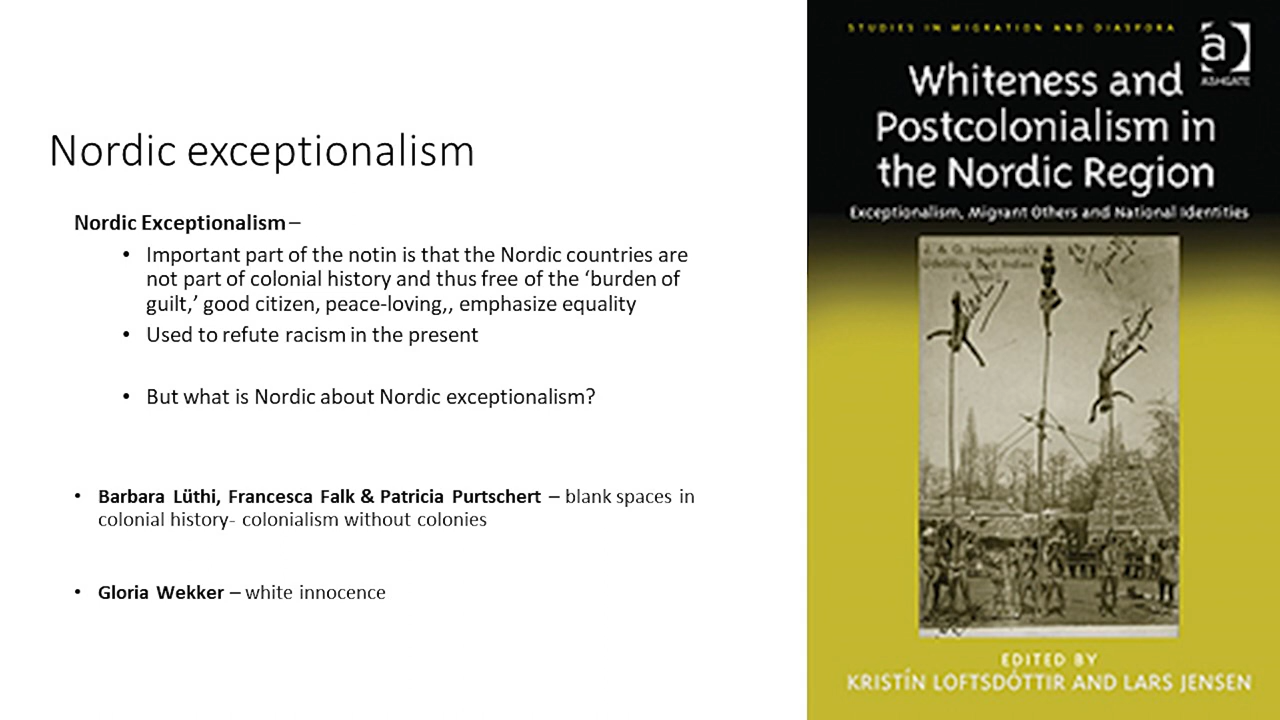 Nordic exceptionalism
Nordic Exceptionalism –
• Important part of the notin is that the Nordic countries are
not part of colonial history and thus free of the ‘burden of
guilt,’ good citizen, peace-loving,, emphasize equality
• Used to refute racism in the present
• But what is Nordic about Nordic exceptionalism?
• Barbara Lüthi, Francesca Falk & Patricia Purtschert – blank spaces in
colonial history- colonialism without colonies
• Gloria Wekker – white innocence
STUDIES IN MIGRATION AND DIASPORA
a
ASHGATE
Whiteness and
Postcolonialism in
the Nordic Region
Exceptionalism, Migrant Others and National Identities
J. & G. Hagenbeck's
Indian
EDITED BY
KRISTÍN LOFTSDÓTTIR AND LARS JENSEN